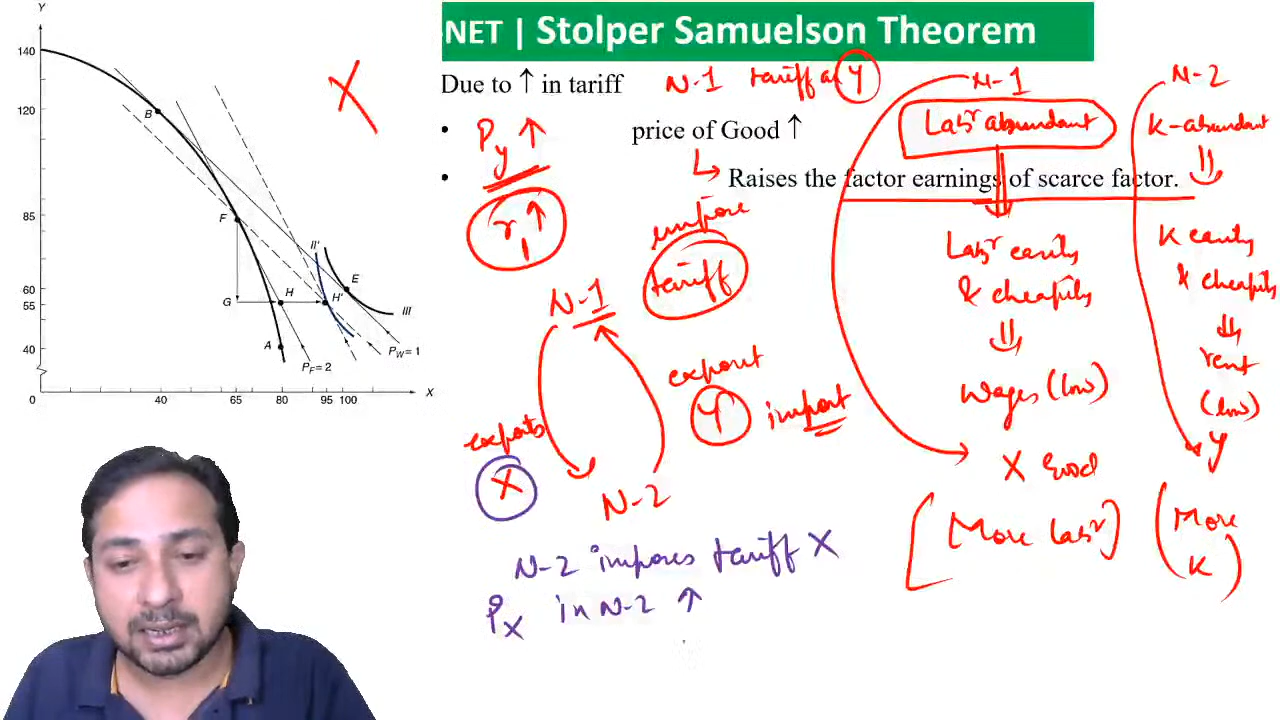 -NET | Stolper Samuelson Theorem
Due to ↑ in tariff
N-1 tariff on Y
• Py ↑
price of Good ↑
• r1 ↑
↳ Raises the factor earnings of scarce factor.
impose
tariff
N-1
export
Y import
exports
X
N-2
N-2 imposes tariff X
Px in N-2 ↑
N-1
Labr abundant
Labr easily
& cheaply
⇓
Wages (low)
X Good
[More labr]
N-2
K-abundant
⇓
K easily
& cheaply
⇓
rent
(low)
Y
(More
K)
X
Y
140
120
85
60
55
40
0
40
65
80
95
100
X
B
F
G
H
H'
A
E
II'
III
PW = 1
PF = 2